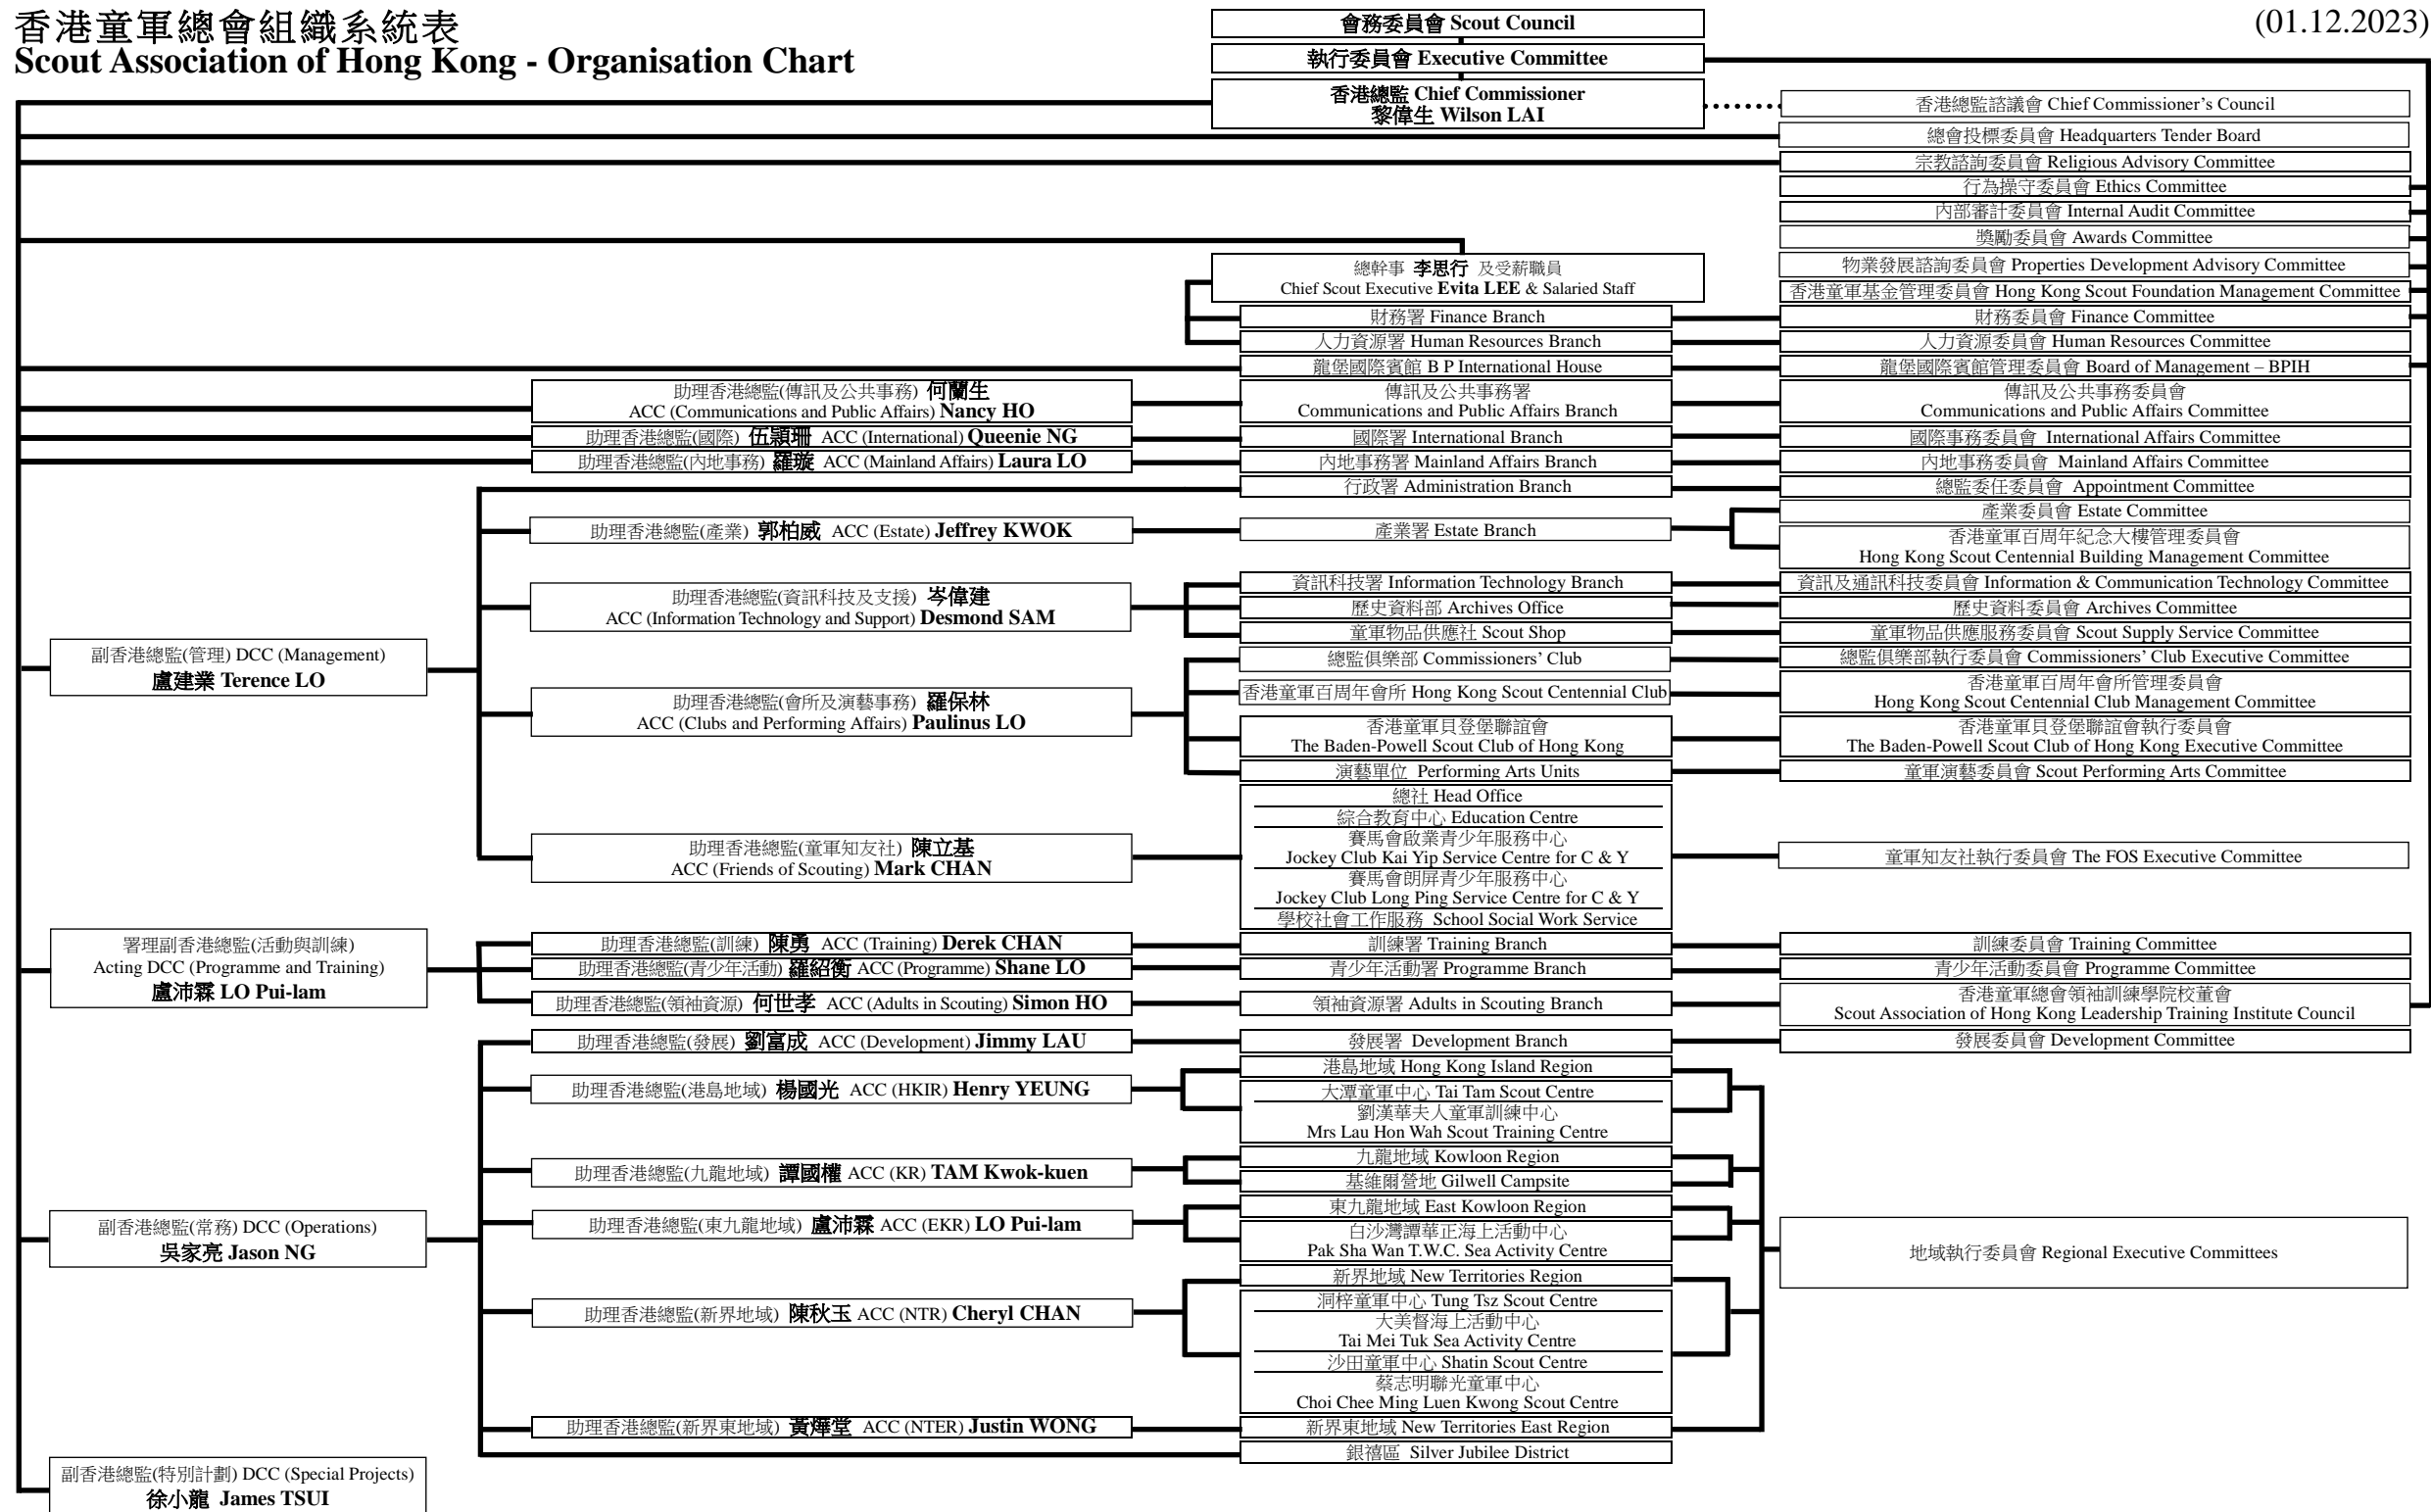 香港童軍總會組織系統表
Scout Association of Hong Kong - Organisation Chart
(01.12.2023)
會務委員會 Scout Council
執行委員會 Executive Committee
香港總監 Chief Commissioner
黎偉生 Wilson LAI
香港總監諮議會 Chief Commissioner's Council
總會投標委員會 Headquarters Tender Board
宗教諮詢委員會 Religious Advisory Committee
行為操守委員會 Ethics Committee
內部審計委員會 Internal Audit Committee
獎勵委員會 Awards Committee
物業發展諮詢委員會 Properties Development Advisory Committee
香港童軍基金管理委員會 Hong Kong Scout Foundation Management Committee
總幹事 李思行 及受薪職員
Chief Scout Executive Evita LEE & Salaried Staff
財務署 Finance Branch
財務委員會 Finance Committee
人力資源署 Human Resources Branch
人力資源委員會 Human Resources Committee
龍堡國際賓館 B P International House
龍堡國際賓館管理委員會 Board of Management – BPIH
助理香港總監(傳訊及公共事務) 何蘭生
ACC (Communications and Public Affairs) Nancy HO
傳訊及公共事務署
Communications and Public Affairs Branch
傳訊及公共事務委員會
Communications and Public Affairs Committee
助理香港總監(國際) 伍顯珊 ACC (International) Queenie NG
國際署 International Branch
國際事務委員會 International Affairs Committee
助理香港總監(內地事務) 羅璇 ACC (Mainland Affairs) Laura LO
內地事務署 Mainland Affairs Branch
內地事務委員會 Mainland Affairs Committee
行政署 Administration Branch
總監委任委員會 Appointment Committee
助理香港總監(產業) 郭柏威 ACC (Estate) Jeffrey KWOK
產業署 Estate Branch
產業委員會 Estate Committee
香港童軍百周年紀念大樓管理委員會
Hong Kong Scout Centennial Building Management Committee
助理香港總監(資訊科技及支援) 岑偉建
ACC (Information Technology and Support) Desmond SAM
資訊科技署 Information Technology Branch
資訊及通訊科技委員會 Information & Communication Technology Committee
歷史資料部 Archives Office
歷史資料委員會 Archives Committee
童軍物品供應社 Scout Shop
童軍物品供應服務委員會 Scout Supply Service Committee
副香港總監(管理) DCC (Management)
盧建業 Terence LO
助理香港總監(會所及演藝事務) 羅保林
ACC (Clubs and Performing Affairs) Paulinus LO
總監俱樂部 Commissioners' Club
總監俱樂部執行委員會 Commissioners' Club Executive Committee
香港童軍百周年會所 Hong Kong Scout Centennial Club
香港童軍百周年會所管理委員會
Hong Kong Scout Centennial Club Management Committee
香港童軍貝登堡聯誼會
The Baden-Powell Scout Club of Hong Kong
香港童軍貝登堡聯誼會執行委員會
The Baden-Powell Scout Club of Hong Kong Executive Committee
演藝單位 Performing Arts Units
童軍演藝委員會 Scout Performing Arts Committee
助理香港總監(童軍知友社) 陳立基
ACC (Friends of Scouting) Mark CHAN
總社 Head Office
綜合教育中心 Education Centre
賽馬會啟業青少年服務中心
Jockey Club Kai Yip Service Centre for C & Y
賽馬會朗屏青少年服務中心
Jockey Club Long Ping Service Centre for C & Y
學校社會工作服務 School Social Work Service
童軍知友社執行委員會 The FOS Executive Committee
署理副香港總監(活動與訓練)
Acting DCC (Programme and Training)
盧沛霖 LO Pui-lam
助理香港總監(訓練) 陳勇 ACC (Training) Derek CHAN
訓練署 Training Branch
訓練委員會 Training Committee
助理香港總監(青少年活動) 羅紹衡 ACC (Programme) Shane LO
青少年活動署 Programme Branch
青少年活動委員會 Programme Committee
助理香港總監(領袖資源) 何世孝 ACC (Adults in Scouting) Simon HO
領袖資源署 Adults in Scouting Branch
香港童軍總會領袖訓練學院校董會
Scout Association of Hong Kong Leadership Training Institute Council
助理香港總監(發展) 劉富成 ACC (Development) Jimmy LAU
發展署 Development Branch
發展委員會 Development Committee
助理香港總監(港島地域) 楊國光 ACC (HKIR) Henry YEUNG
港島地域 Hong Kong Island Region
大潭童軍中心 Tai Tam Scout Centre
劉漢華夫人童軍訓練中心
Mrs Lau Hon Wah Scout Training Centre
助理香港總監(九龍地域) 譚國權 ACC (KR) TAM Kwok-kuen
九龍地域 Kowloon Region
基維爾營地 Gilwell Campsite
副香港總監(常務) DCC (Operations)
吳家亮 Jason NG
助理香港總監(東九龍地域) 盧沛霖 ACC (EKR) LO Pui-lam
東九龍地域 East Kowloon Region
白沙灣譚華正海上活動中心
Pak Sha Wan T.W.C. Sea Activity Centre
地域執行委員會 Regional Executive Committees
助理香港總監(新界地域) 陳秋玉 ACC (NTR) Cheryl CHAN
新界地域 New Territories Region
洞梓童軍中心 Tung Tsz Scout Centre
大美督海上活動中心
Tai Mei Tuk Sea Activity Centre
沙田童軍中心 Shatin Scout Centre
蔡志明聯光童軍中心
Choi Chee Ming Luen Kwong Scout Centre
助理香港總監(新界東地域) 黃燁堂 ACC (NTER) Justin WONG
新界東地域 New Territories East Region
銀禧區 Silver Jubilee District
副香港總監(特別計劃) DCC (Special Projects)
徐小龍 James TSUI